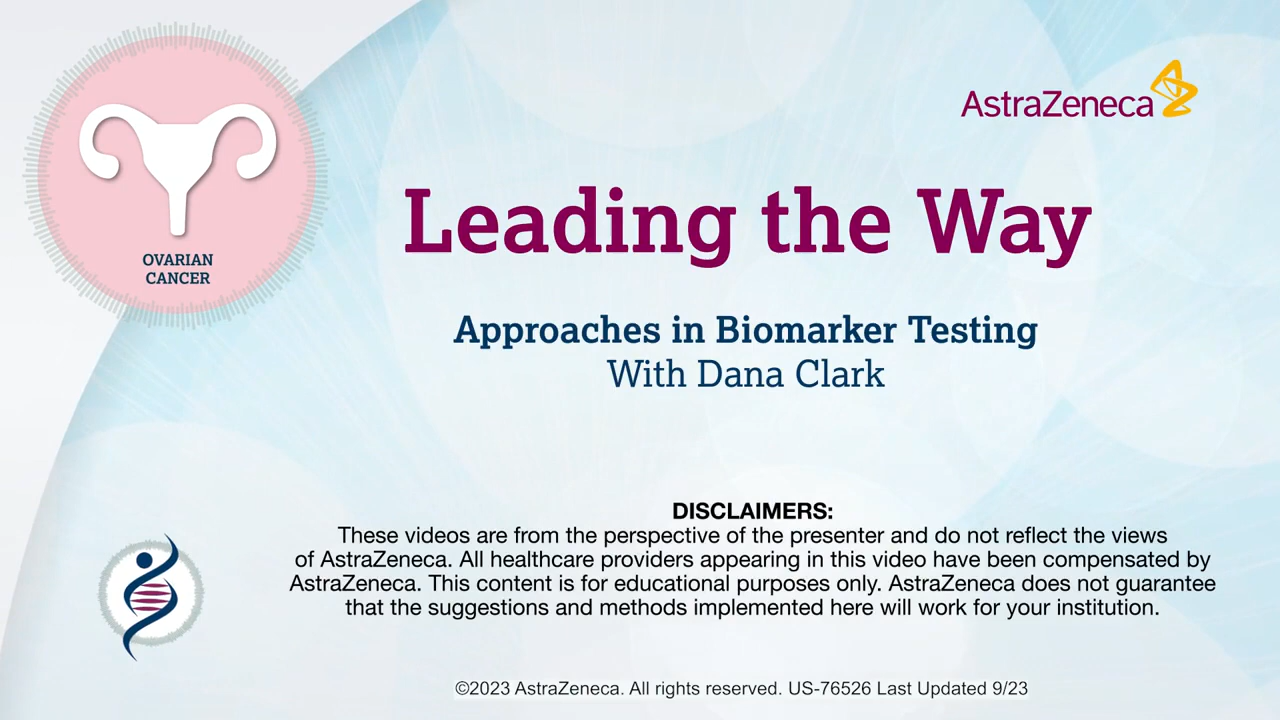 OVARIAN
CANCER
AstraZeneca
Leading the Way
Approaches in Biomarker Testing
With Dana Clark
DISCLAIMERS:
These videos are from the perspective of the presenter and do not reflect the views
of AstraZeneca. All healthcare providers appearing in this video have been compensated by
AstraZeneca. This content is for educational purposes only. AstraZeneca does not guarantee
that the suggestions and methods implemented here will work for your institution.
©2023 AstraZeneca. All rights reserved. US-76526 Last Updated 9/23